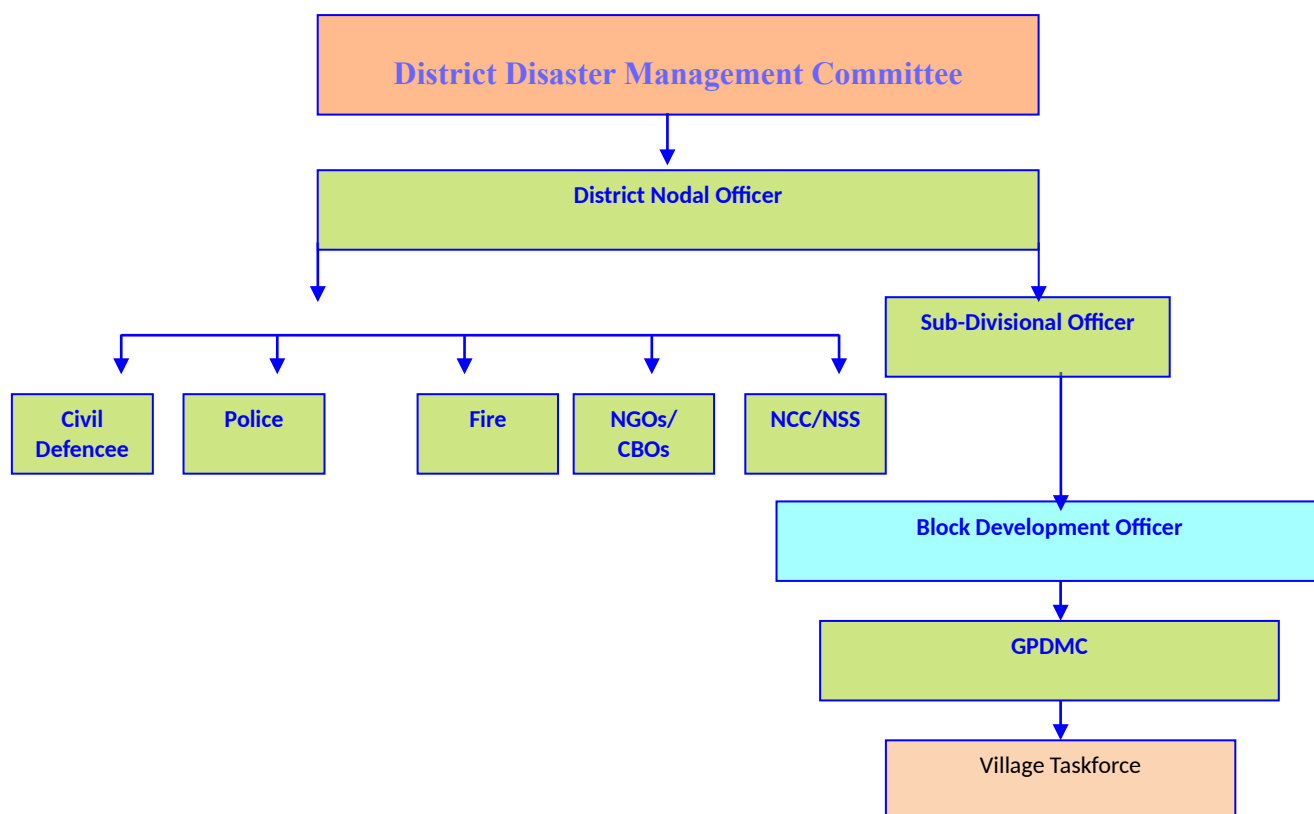 District Disaster Management Committee
District Nodal Officer
Sub-Divisional Officer
Civil
Defencee
Police
Fire
NGOs/
CBOs
NCC/NSS
Block Development Officer
GPDMC
Village Taskforce